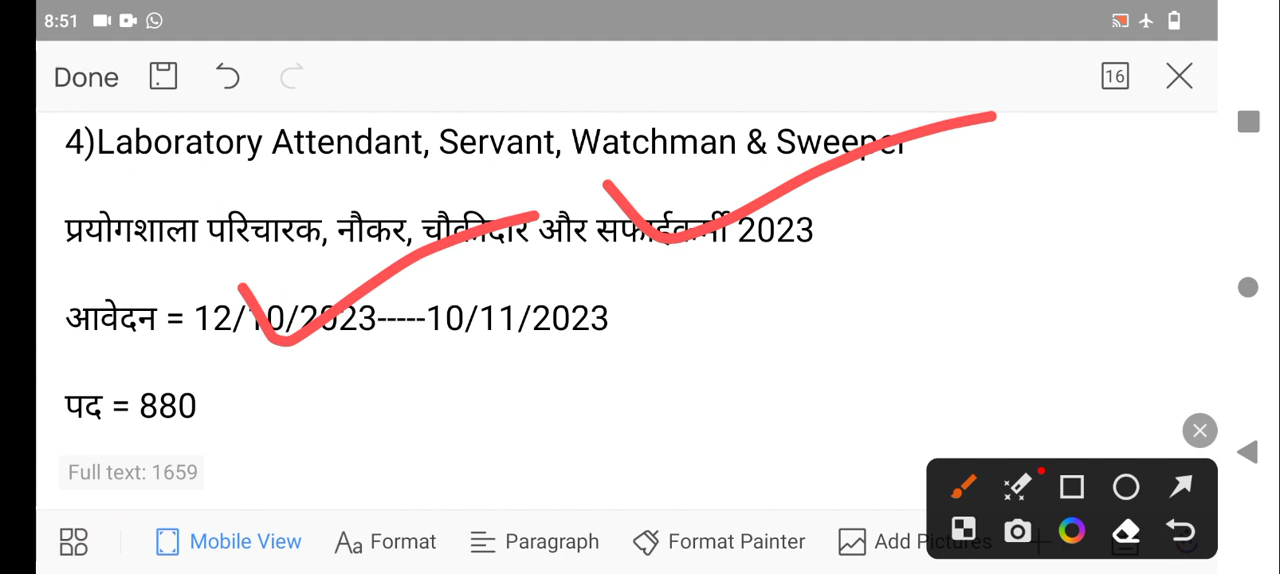 8:51
Done
16
4)Laboratory Attendant, Servant, Watchman & Sweeper
प्रयोगशाला परिचारक, नौकर, चौकीदार और सफाईकर्मी 2023
आवेदन = 12/10/2023-----10/11/2023
पद = 880
Full text: 1659
Mobile View
Aa Format
Paragraph
Format Painter
Add Pictures